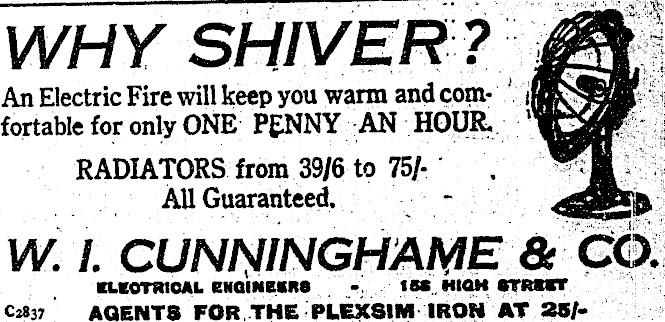 WHY SHIVER?
An Electric Fire will keep you warm and com-
fortable for only ONE PENNY AN HOUR.
RADIATORS from 39/6 to 75/-
All Guaranteed.
W. I. CUNNINGHAME & CO.
ELECTRICAL ENGINEERS - HIGH STREET
C2837 AGENTS FOR THE PLEXSIM IRON AT 25/-